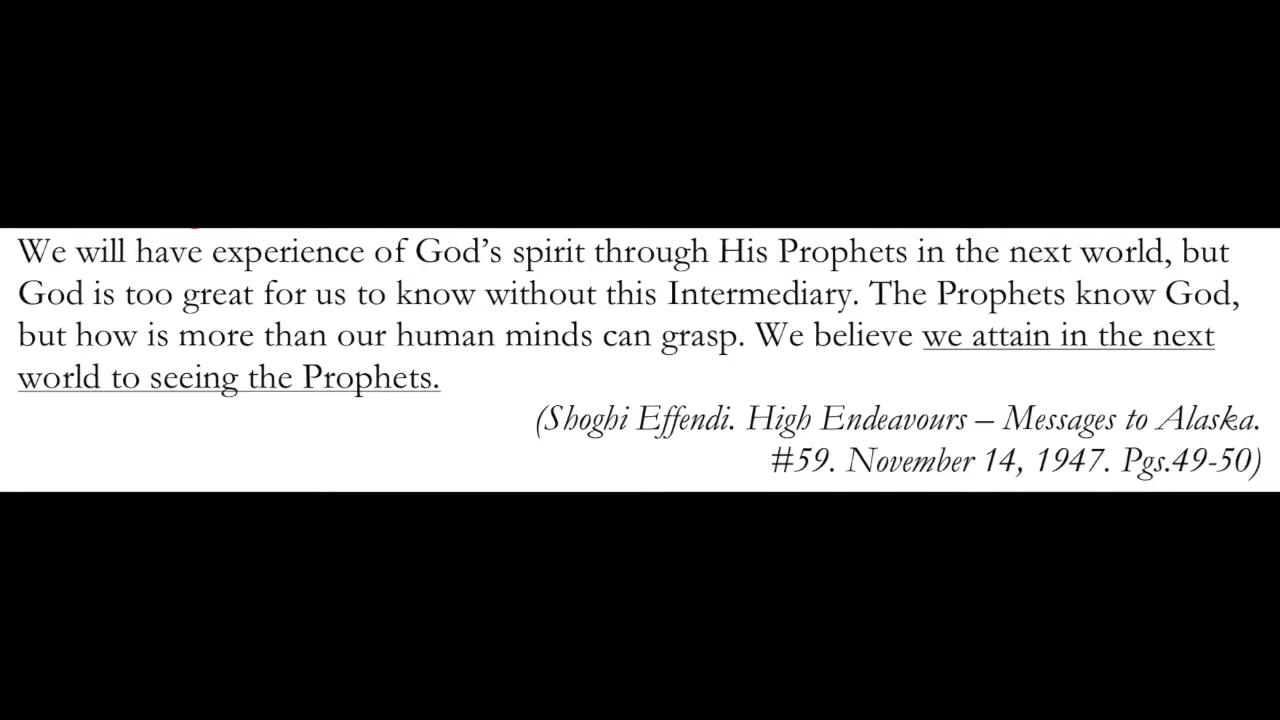 We will have experience of God's spirit through His Prophets in the next world, but
God is too great for us to know without this Intermediary. The Prophets know God,
but how is more than our human minds can grasp. We believe we attain in the next
world to seeing the Prophets.
(Shoghi Effendi. High Endeavours – Messages to Alaska.
#59. November 14, 1947. Pgs.49-50)